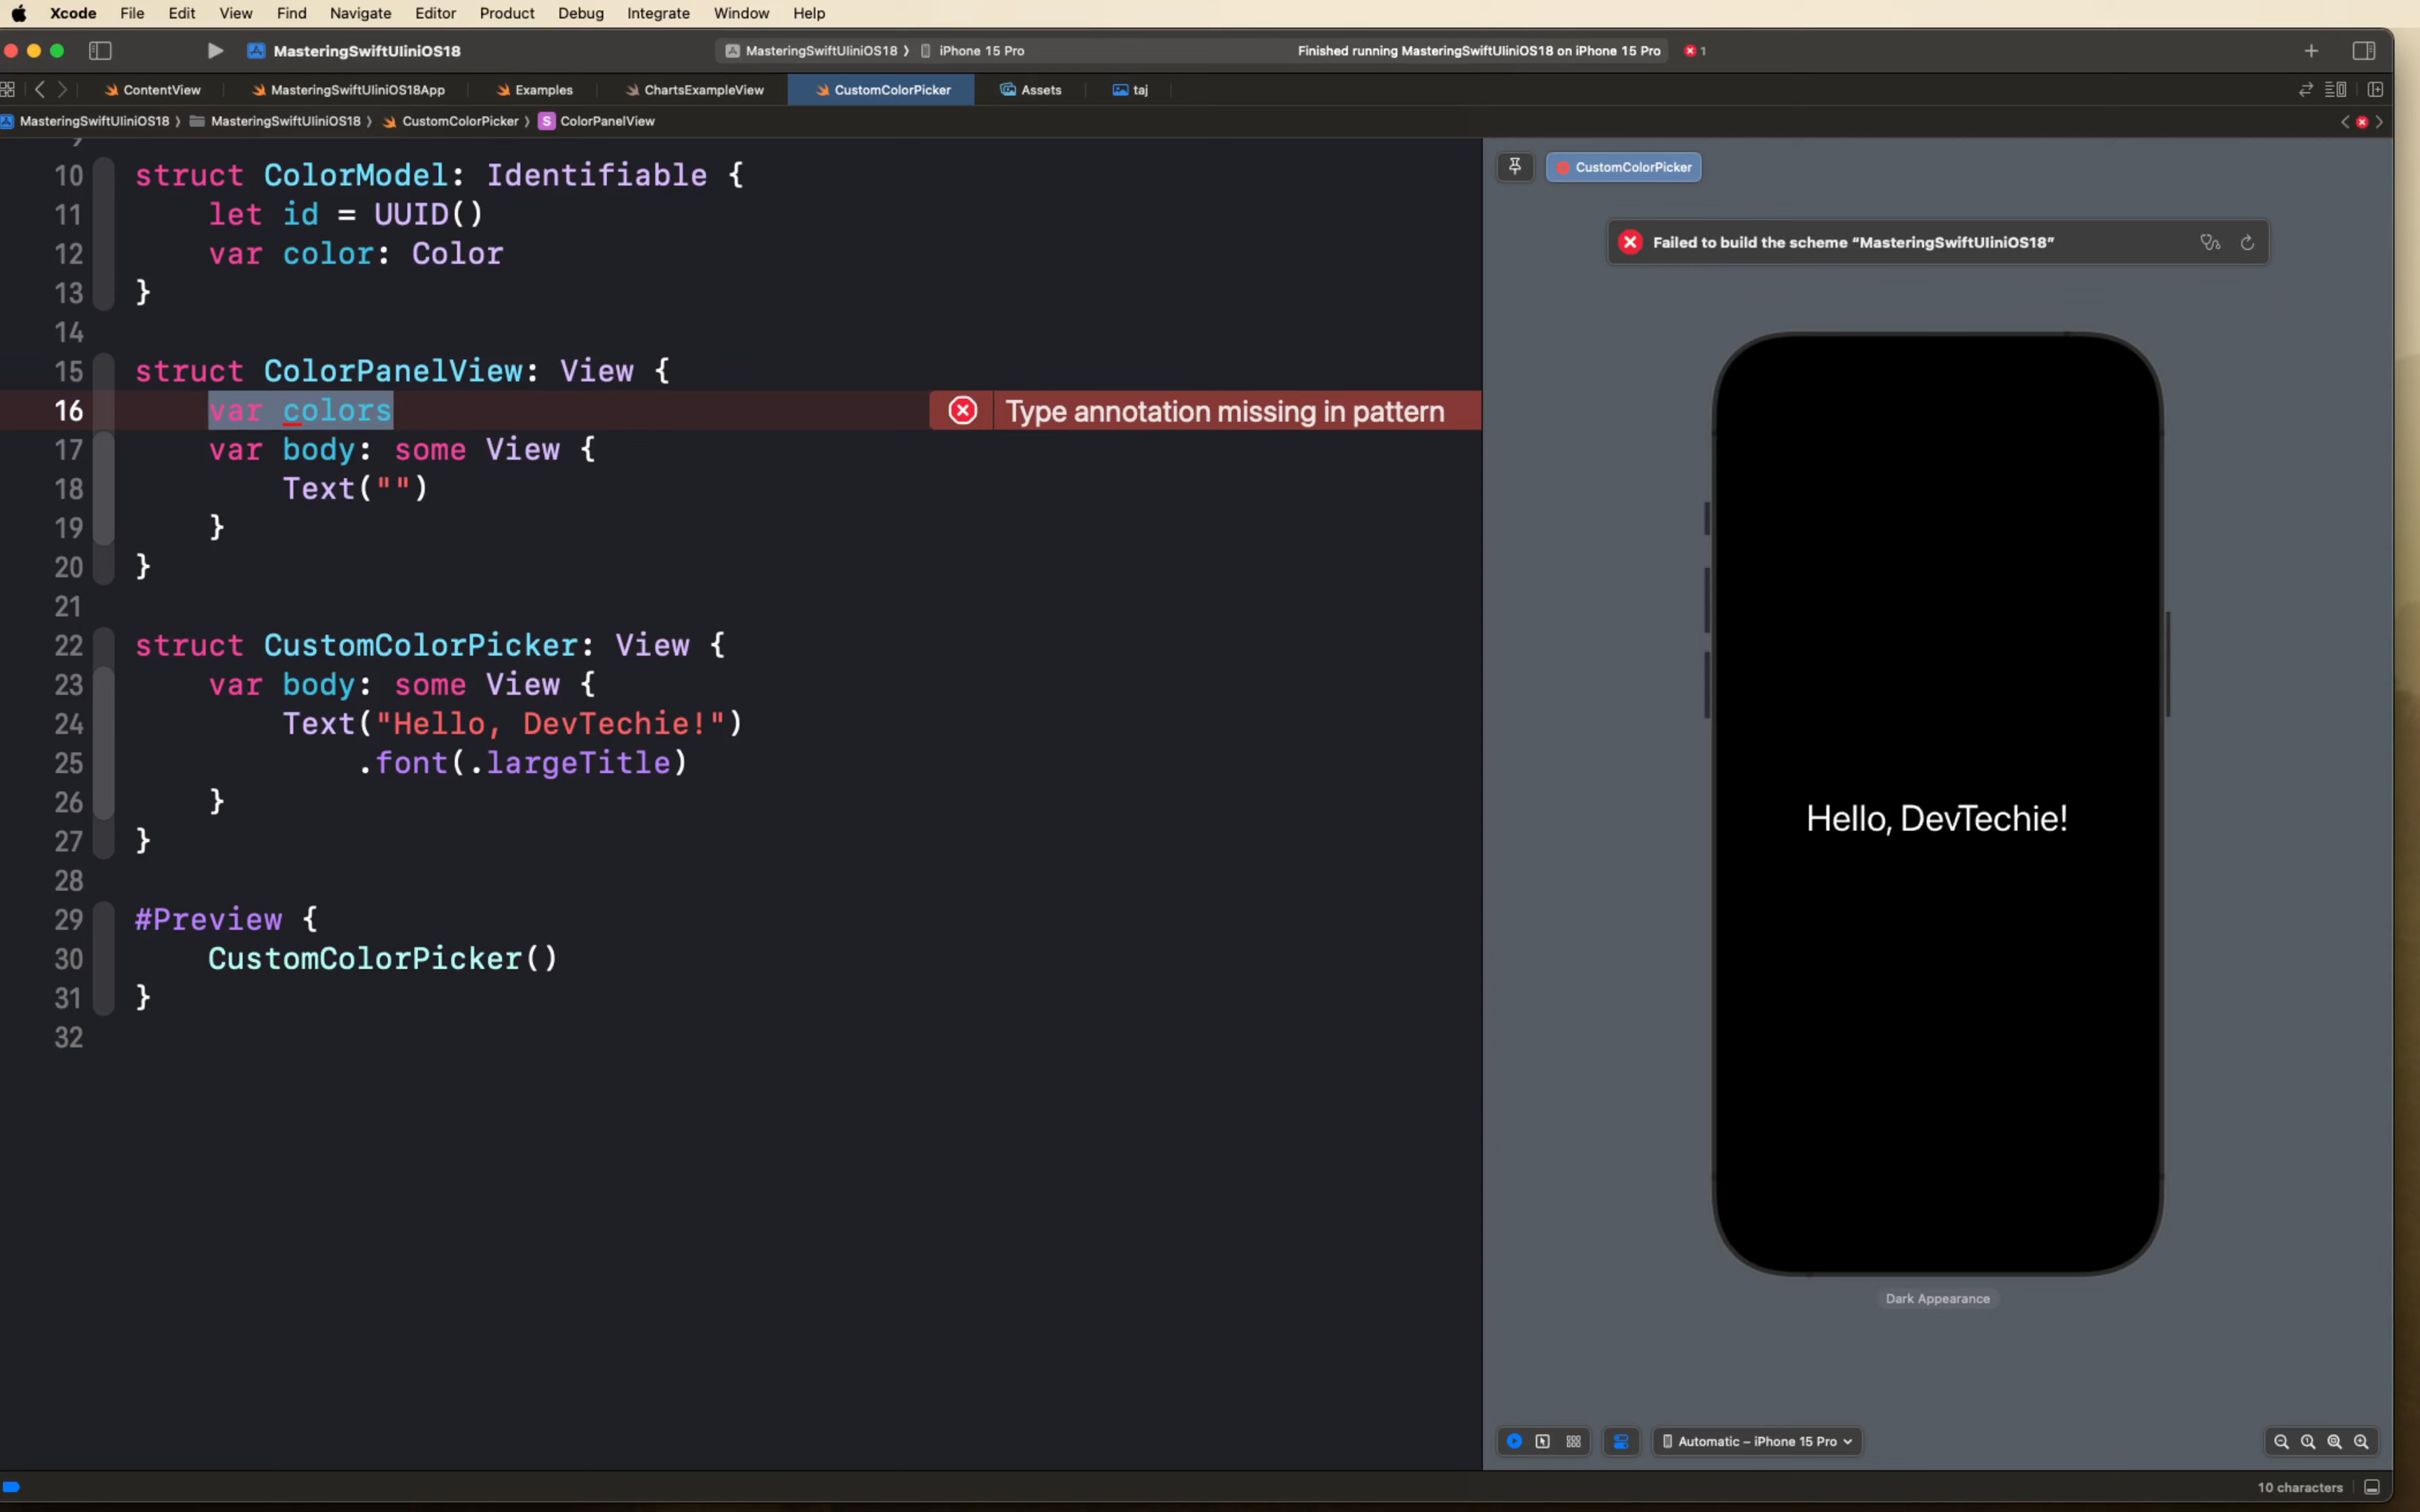 Xcode File Edit View Find Navigate Editor Product Debug Integrate Window Help
MasteringSwiftUIiniOS18 MasteringSwiftUIiniOS18 ⟩ iPhone 15 Pro Finished running MasteringSwiftUIiniOS18 on iPhone 15 Pro 1
ContentView MasteringSwiftUIiniOS18App Examples ChartsExampleView CustomColorPicker Assets taj
MasteringSwiftUIiniOS18 ⟩ MasteringSwiftUIiniOS18 ⟩ CustomColorPicker ⟩ S ColorPanelView
10 struct ColorModel: Identifiable {
11 let id = UUID()
12 var color: Color
13 }
14
15 struct ColorPanelView: View {
16 var colors Type annotation missing in pattern
17 var body: some View {
18 Text("")
19 }
20 }
21
22 struct CustomColorPicker: View {
23 var body: some View {
24 Text("Hello, DevTechie!")
25 .font(.largeTitle)
26 }
27 }
28
29 #Preview {
30 CustomColorPicker()
31 }
32
CustomColorPicker
Failed to build the scheme “MasteringSwiftUIiniOS18”
Hello, DevTechie!
Dark Appearance
Automatic – iPhone 15 Pro
10 characters